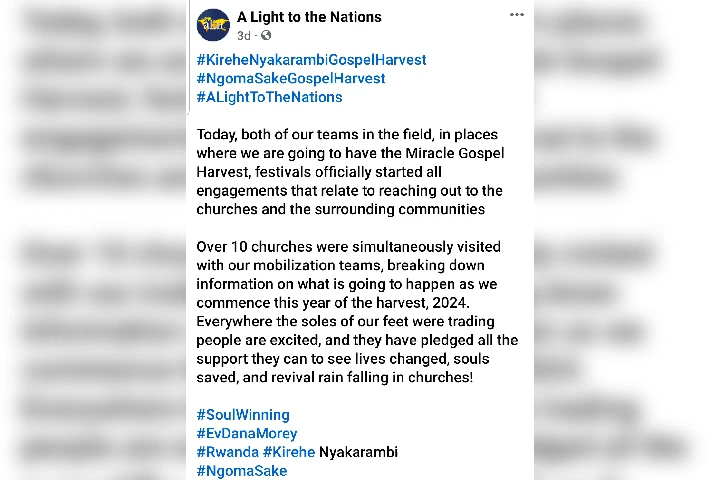 A Light to the Nations
3d
#KireheNyakarambiGospelHarvest
#NgomaSakeGospelHarvest
#ALightToTheNations
Today, both of our teams in the field, in places
where we are going to have the Miracle Gospel
Harvest, festivals officially started all
engagements that relate to reaching out to the
churches and the surrounding communities
Over 10 churches were simultaneously visited
with our mobilization teams, breaking down
information on what is going to happen as we
commence this year of the harvest, 2024.
Everywhere the soles of our feet were trading
people are excited, and they have pledged all the
support they can to see lives changed, souls
saved, and revival rain falling in churches!
#SoulWinning
#EvDanaMorey
#Rwanda #Kirehe Nyakarambi
#NgomaSake